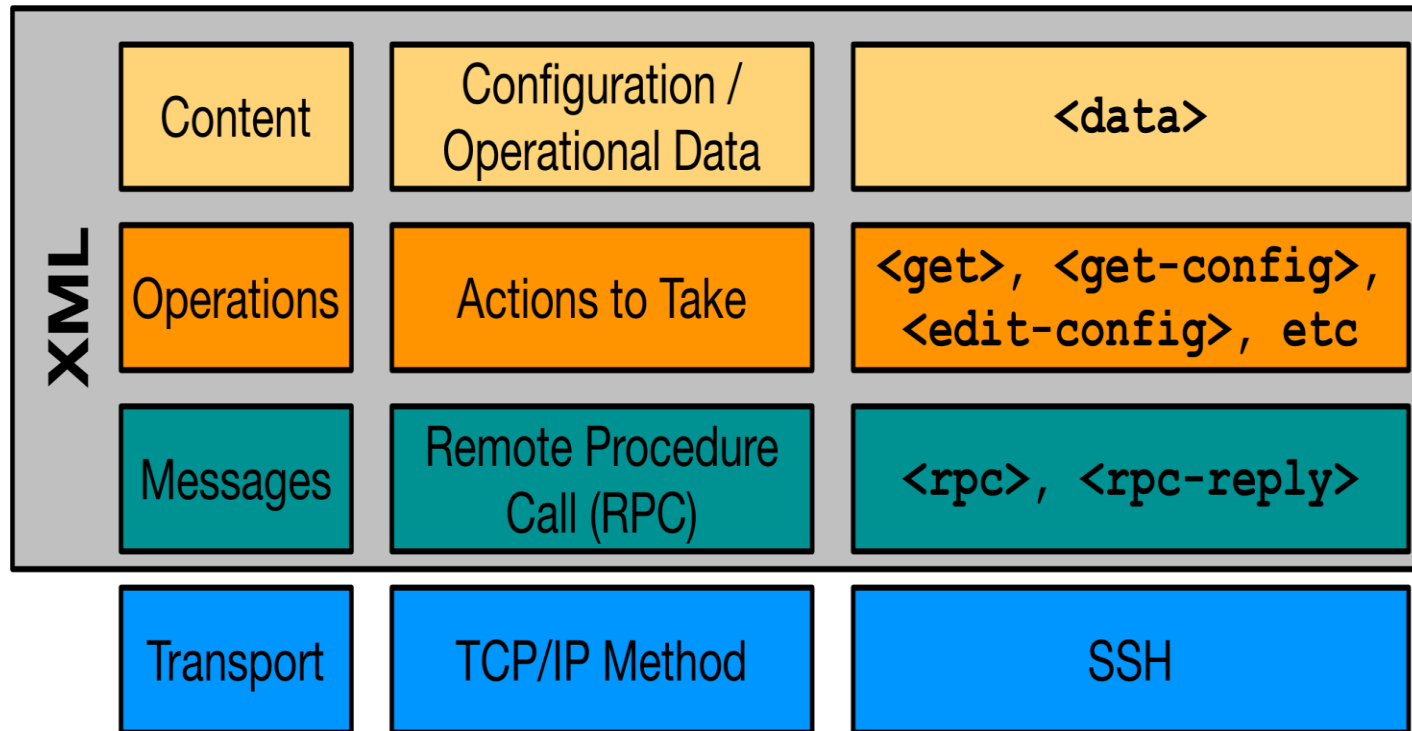 XML
Content
Configuration /
Operational Data
<data>
Operations
Actions to Take
<get>, <get-config>,
<edit-config>, etc
Messages
Remote Procedure
Call (RPC)
<rpc>, <rpc-reply>
Transport
TCP/IP Method
SSH